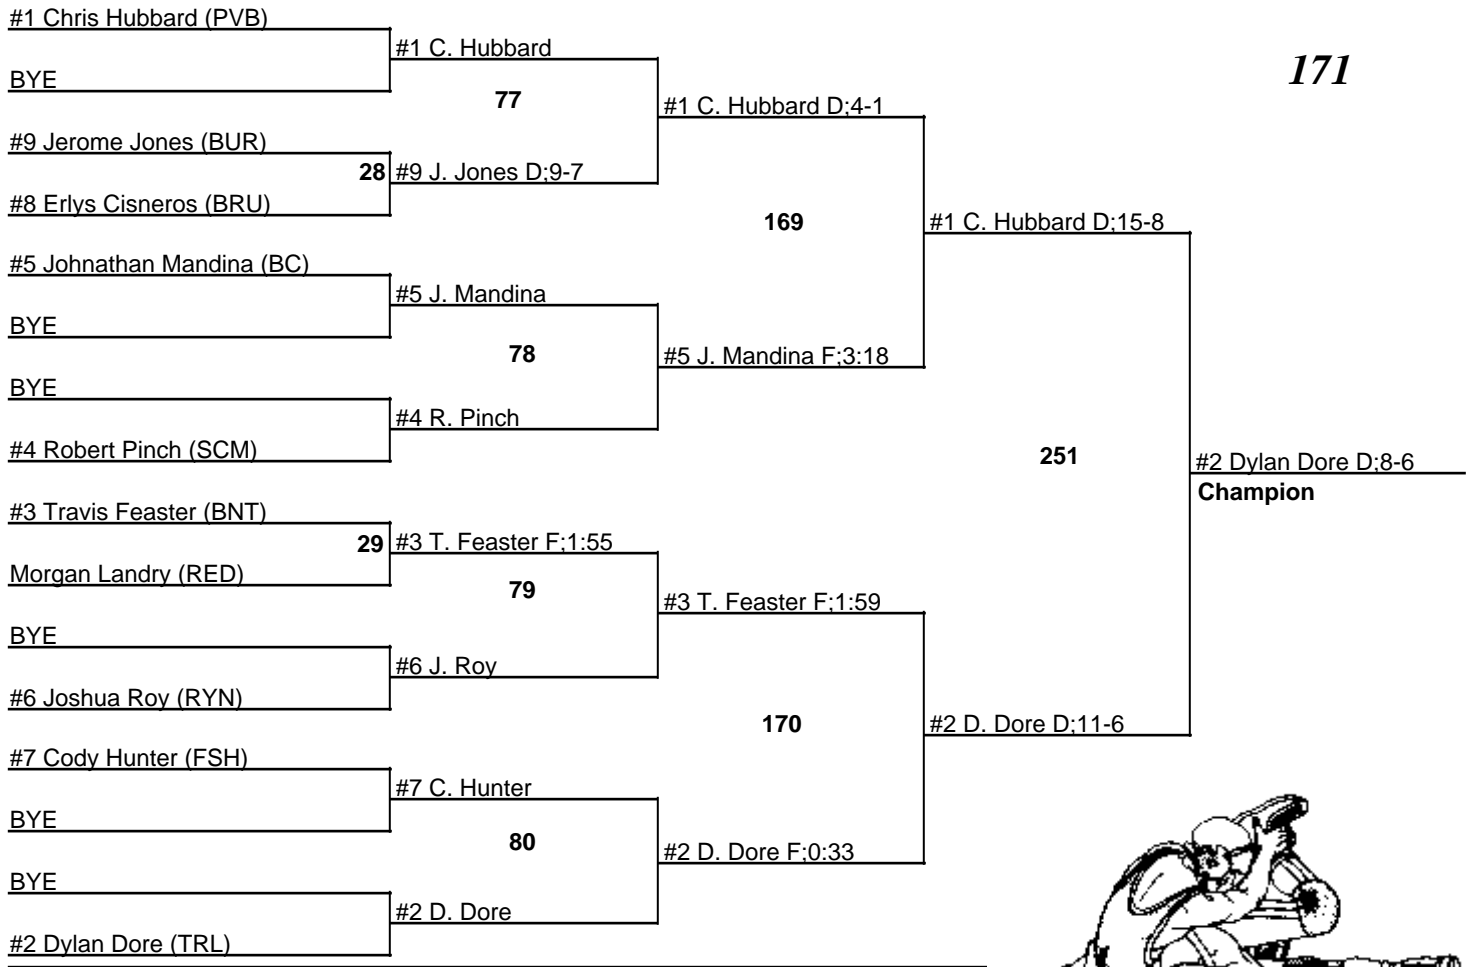 #1 Chris Hubbard (PVB)
#1 C. Hubbard
171
BYE
77
#1 C. Hubbard D;4-1
#9 Jerome Jones (BUR)
28 #9 J. Jones D;9-7
#8 Erlys Cisneros (BRU)
169
#1 C. Hubbard D;15-8
#5 Johnathan Mandina (BC)
#5 J. Mandina
BYE
78
#5 J. Mandina F;3:18
BYE
#4 R. Pinch
#4 Robert Pinch (SCM)
251
#2 Dylan Dore D;8-6
Champion
#3 Travis Feaster (BNT)
29 #3 T. Feaster F;1:55
Morgan Landry (RED)
79
#3 T. Feaster F;1:59
BYE
#6 J. Roy
#6 Joshua Roy (RYN)
170
#2 D. Dore D;11-6
#7 Cody Hunter (FSH)
#7 C. Hunter
BYE
80
#2 D. Dore F;0:33
BYE
#2 D. Dore
#2 Dylan Dore (TRL)